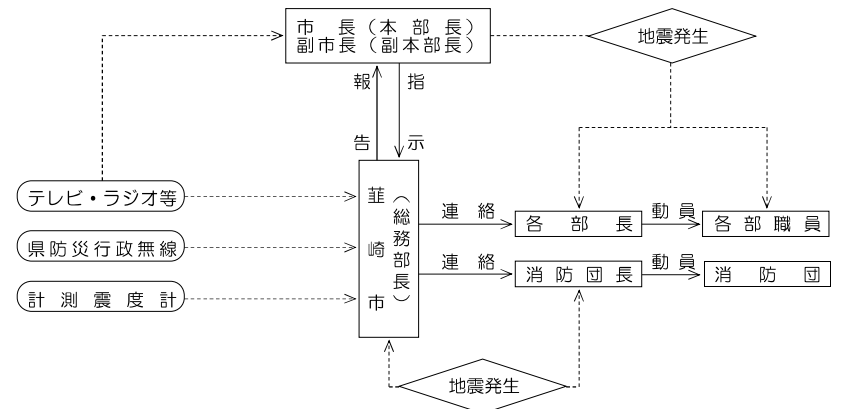 市長（本部長）
副市長（副本部長）
地震発生
報告
指示
テレビ・ラジオ等
県防災行政無線
計測震度計
韮崎市
（総務部長）
連絡
各部長
動員
各部職員
連絡
消防団長
動員
消防団
地震発生